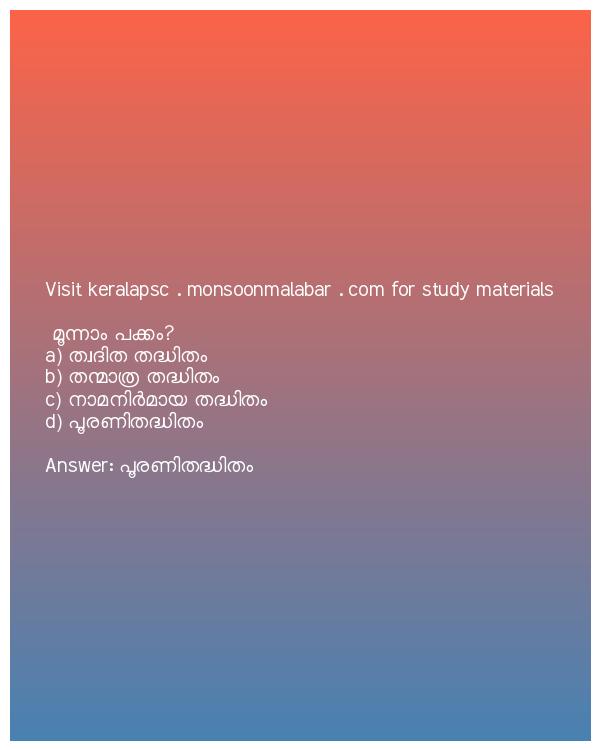 Visit keralapsc . monsoonmalabar . com for study materials
മൂന്നാം പക്കം?
a) ത്വദിത തദ്ധിതം
b) തന്മാത്ര തദ്ധിതം
c) നാമനിർമായ തദ്ധിതം
d) പൂരണിതദ്ധിതം
Answer: പൂരണിതദ്ധിതം